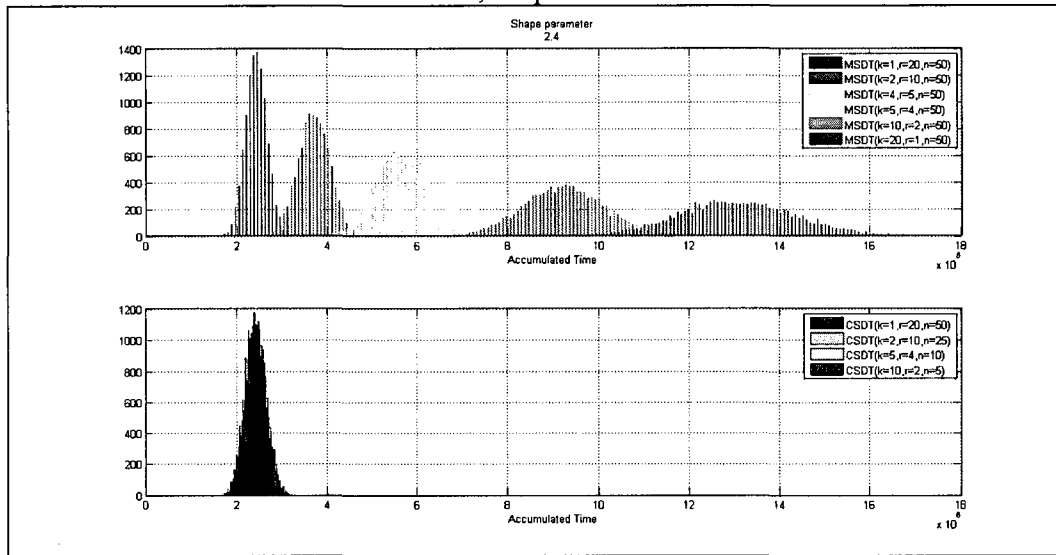 Shape parameter
2.4
1400
1200
1000
800
600
400
200
0
MSDT(k=1,r=20,n=50)
MSDT(k=2,r=10,n=50)
MSDT(k=4,r=5,n=50)
MSDT(k=5,r=4,n=50)
MSDT(k=10,r=2,n=50)
MSDT(k=20,r=1,n=50)
0 2 4 6 8 10 12 14 16 18
Accumulated Time
1200
1000
800
600
400
200
0
CSDT(k=1,r=20,n=50)
CSDT(k=2,r=10,n=25)
CSDT(k=5,r=4,n=10)
CSDT(k=10,r=2,n=5)
0 2 4 6 8 10 12 14 16 18
Accumulated Time